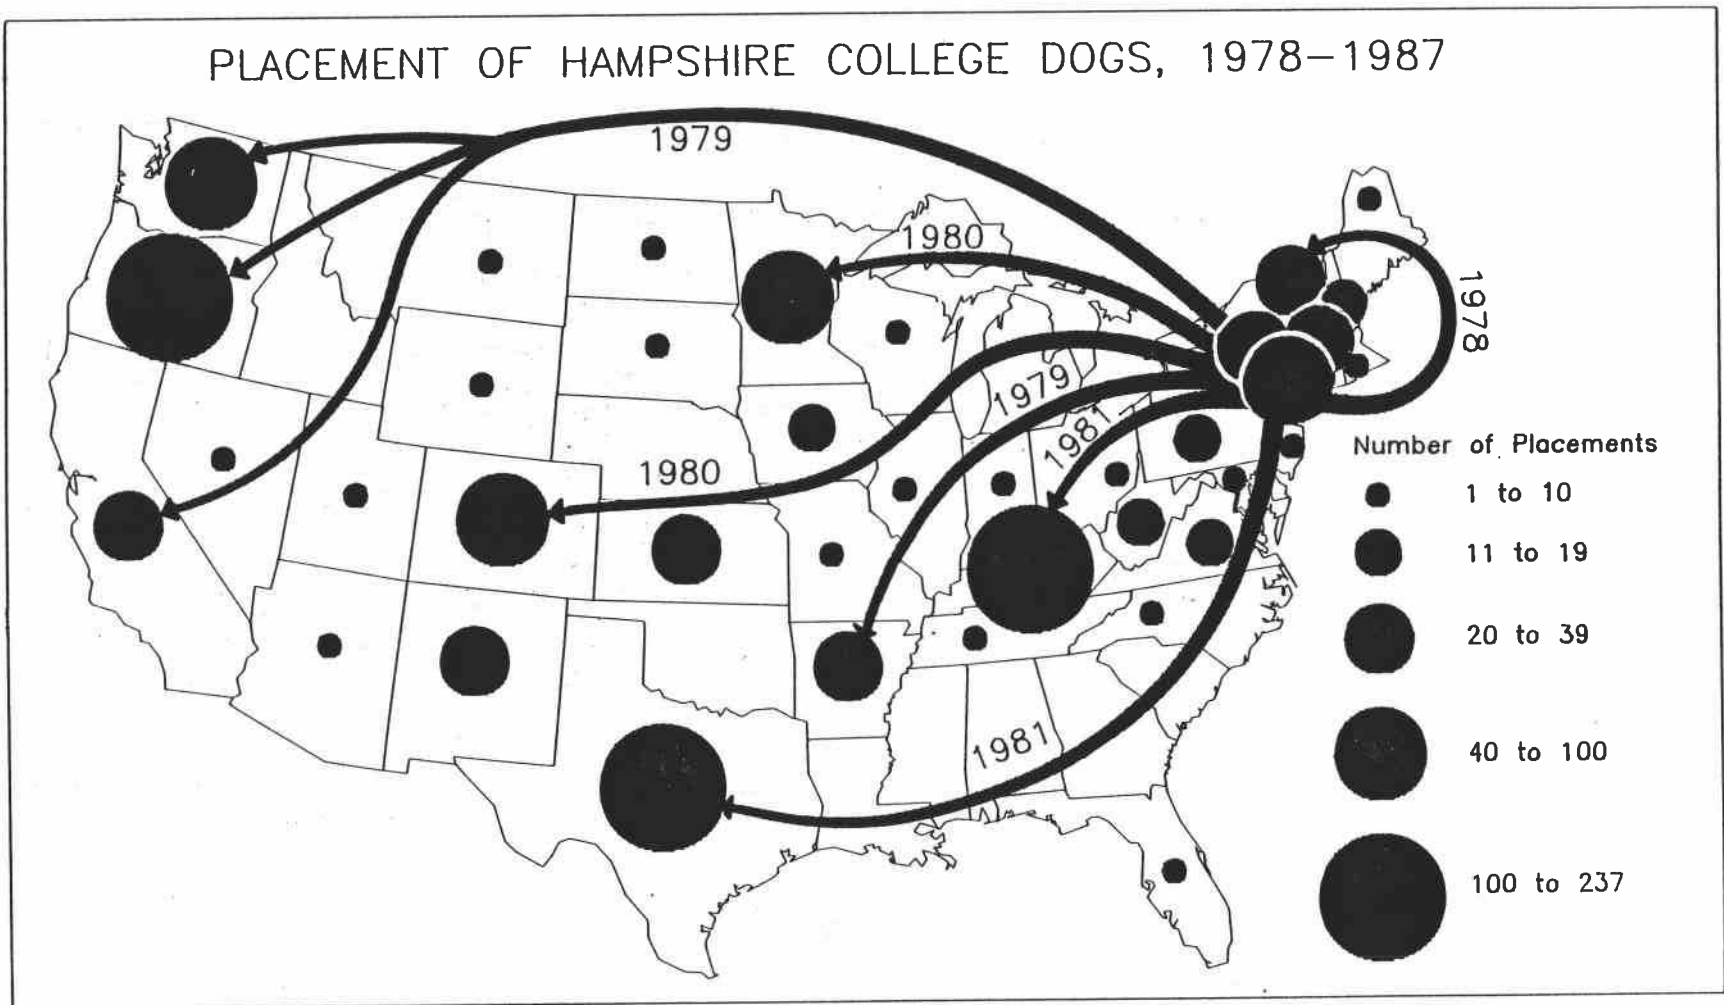 PLACEMENT OF HAMPSHIRE COLLEGE DOGS, 1978-1987
1979
1980
1978
1979
1981
1980
1981
Number of Placements
1 to 10
11 to 19
20 to 39
40 to 100
100 to 237